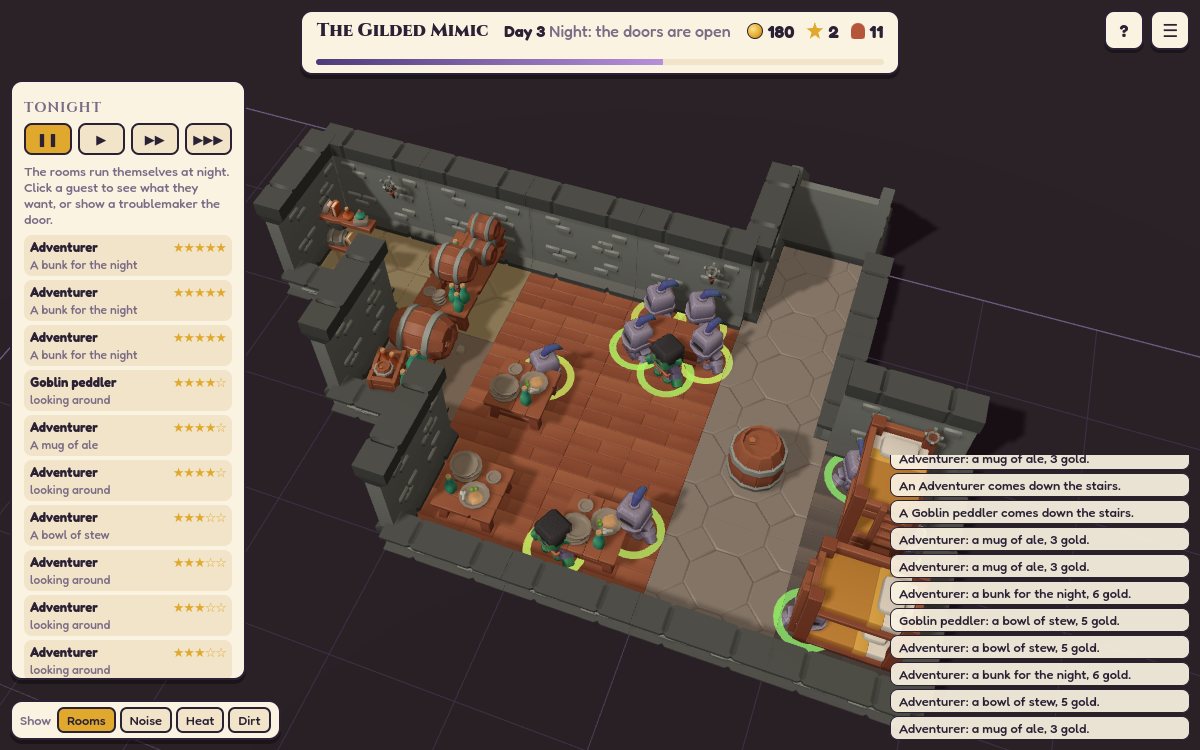 THE GILDED MIMIC Day 3 Night: the doors are open 180 2 11
?
TONIGHT
The rooms run themselves at night.
Click a guest to see what they
want, or show a troublemaker the
door.
Adventurer ★★★★★
A bunk for the night
Adventurer ★★★★★
A bunk for the night
Adventurer ★★★★★
A bunk for the night
Goblin peddler ★★★★☆
looking around
Adventurer ★★★★☆
A mug of ale
Adventurer ★★★★☆
looking around
Adventurer ★★★☆☆
A bowl of stew
Adventurer ★★★☆☆
looking around
Adventurer ★★★☆☆
looking around
Adventurer ★★★☆☆
looking around
Show Rooms Noise Heat Dirt
Adventurer: a mug of ale, 3 gold.
An Adventurer comes down the stairs.
A Goblin peddler comes down the stairs.
Adventurer: a mug of ale, 3 gold.
Adventurer: a mug of ale, 3 gold.
Adventurer: a bunk for the night, 6 gold.
Goblin peddler: a bowl of stew, 5 gold.
Adventurer: a bowl of stew, 5 gold.
Adventurer: a bunk for the night, 6 gold.
Adventurer: a bowl of stew, 5 gold.
Adventurer: a mug of ale, 3 gold.